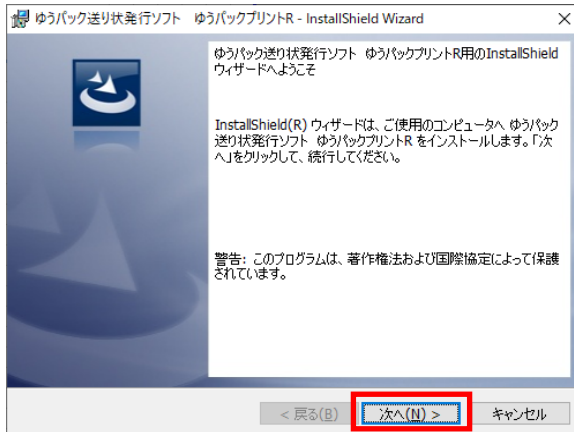 ゆうパック送り状発行ソフト　ゆうパックプリントR - InstallShield Wizard
ゆうパック送り状発行ソフト　ゆうパックプリントR用のInstallShield
ウィザードへようこそ
InstallShield(R) ウィザードは、ご使用のコンピュータへ ゆうパック
送り状発行ソフト　ゆうパックプリントR をインストールします。「次
へ」をクリックして、続行してください。
警告: このプログラムは、著作権法および国際協定によって保護
されています。
< 戻る(B)
次へ(N) >
キャンセル